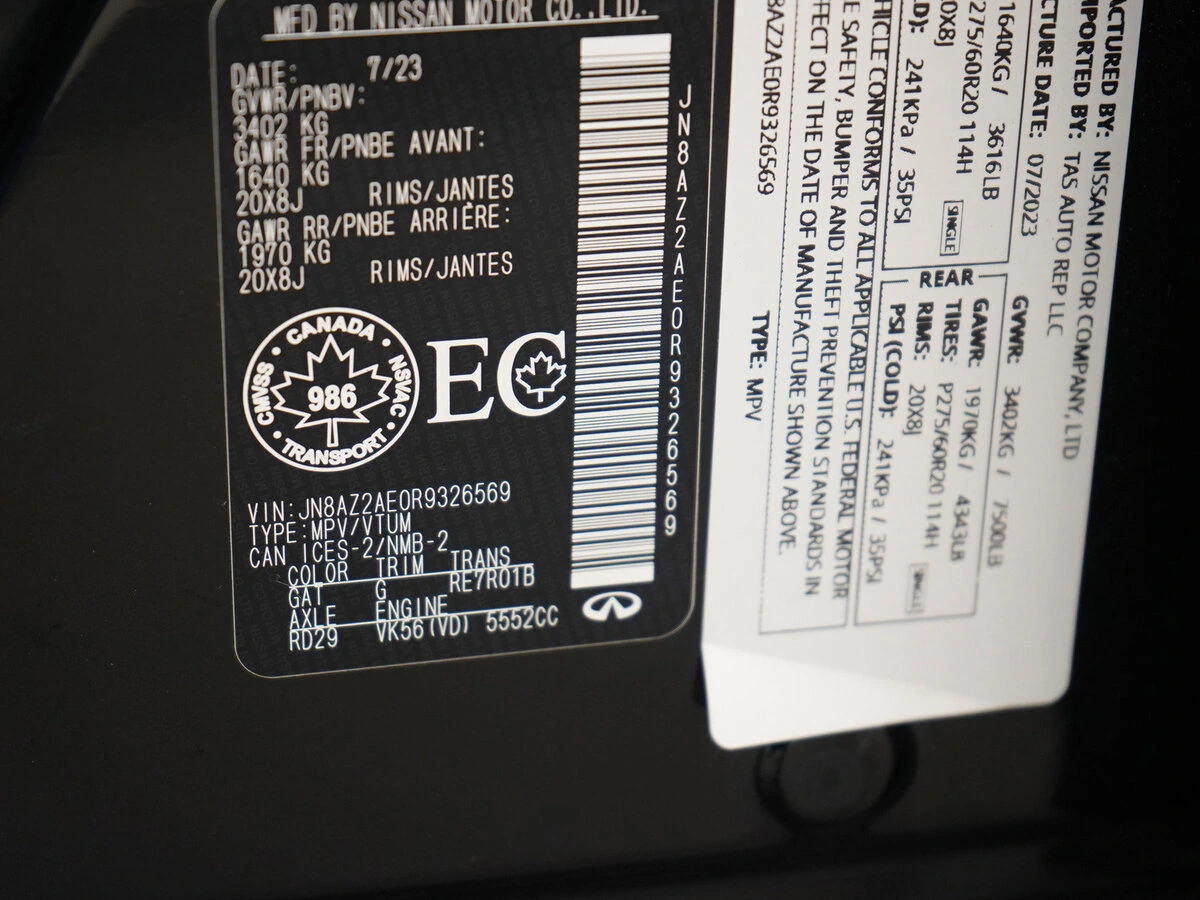 MFD BY NISSAN MOTOR CO.,LTD.
DATE: 7/23
GVWR/PNBV:
3402 KG
GAWR FR/PNBE AVANT:
1640 KG
20X8J RIMS/JANTES
GAWR RR/PNBE ARRIÈRE:
1970 KG
20X8J RIMS/JANTES
CANADA
CMVSS 986 NSVAC
TRANSPORT
EC
VIN:JN8AZ2AE0R9326569
TYPE:MPV/VTUM
CAN ICES-2/NMB-2
COLOR TRIM TRANS
GAT G RE7R01B
AXLE ENGINE
RD29 VK56(VD) 5552CC
JN8AZ2AE0R9326569
ACTURED BY: NISSAN MOTOR COMPANY, LTD
MPORTED BY: TAS AUTO REP LLC
CTURE DATE: 07/2023
GVWR: 3402KG / 7500LB
1640KG / 3616LB
275/60R20 114H
20X8J SINGLE
LD): 241KPa / 35PSI
REAR
GAWR: 1970KG / 4343LB
TIRES: P275/60R20 114H
RIMS: 20X8J SINGLE
PSI (COLD): 241KPa / 35PSI
HICLE CONFORMS TO ALL APPLICABLE U.S. FEDERAL MOTOR
E SAFETY, BUMPER AND THEFT PREVENTION STANDARDS IN
FFECT ON THE DATE OF MANUFACTURE SHOWN ABOVE.
8AZ2AE0R9326569 TYPE: MPV